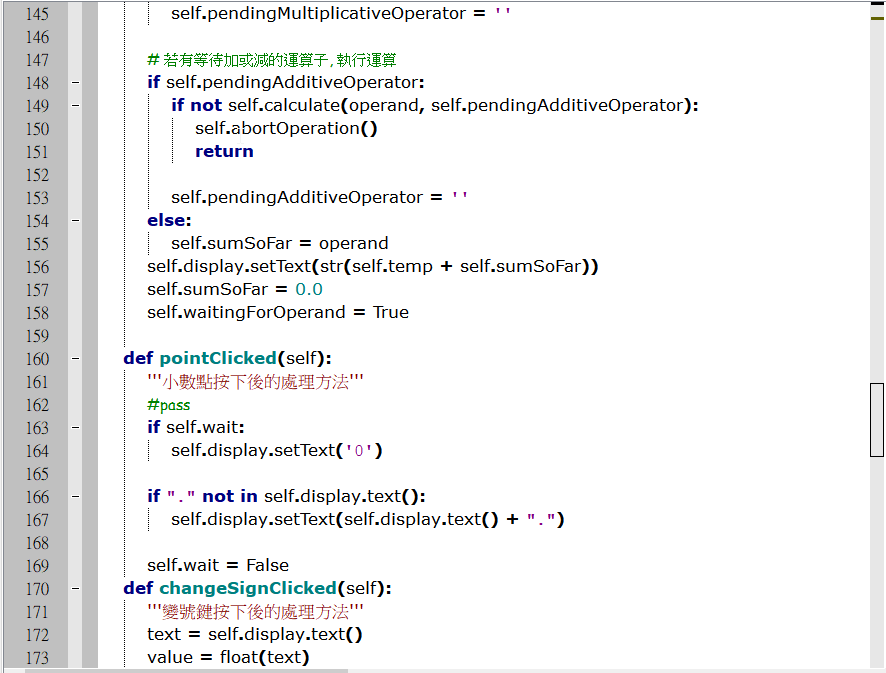 145 self.pendingMultiplicativeOperator = ''
146
147 # 若有等待加或減的運算子,執行運算
148 if self.pendingAdditiveOperator:
149 if not self.calculate(operand, self.pendingAdditiveOperator):
150 self.abortOperation()
151 return
152
153 self.pendingAdditiveOperator = ''
154 else:
155 self.sumSoFar = operand
156 self.display.setText(str(self.temp + self.sumSoFar))
157 self.sumSoFar = 0.0
158 self.waitingForOperand = True
159
160 def pointClicked(self):
161 '''小數點按下後的處理方法'''
162 #pass
163 if self.wait:
164 self.display.setText('0')
165
166 if "." not in self.display.text():
167 self.display.setText(self.display.text() + ".")
168
169 self.wait = False
170 def changeSignClicked(self):
171 '''變號鍵按下後的處理方法'''
172 text = self.display.text()
173 value = float(text)